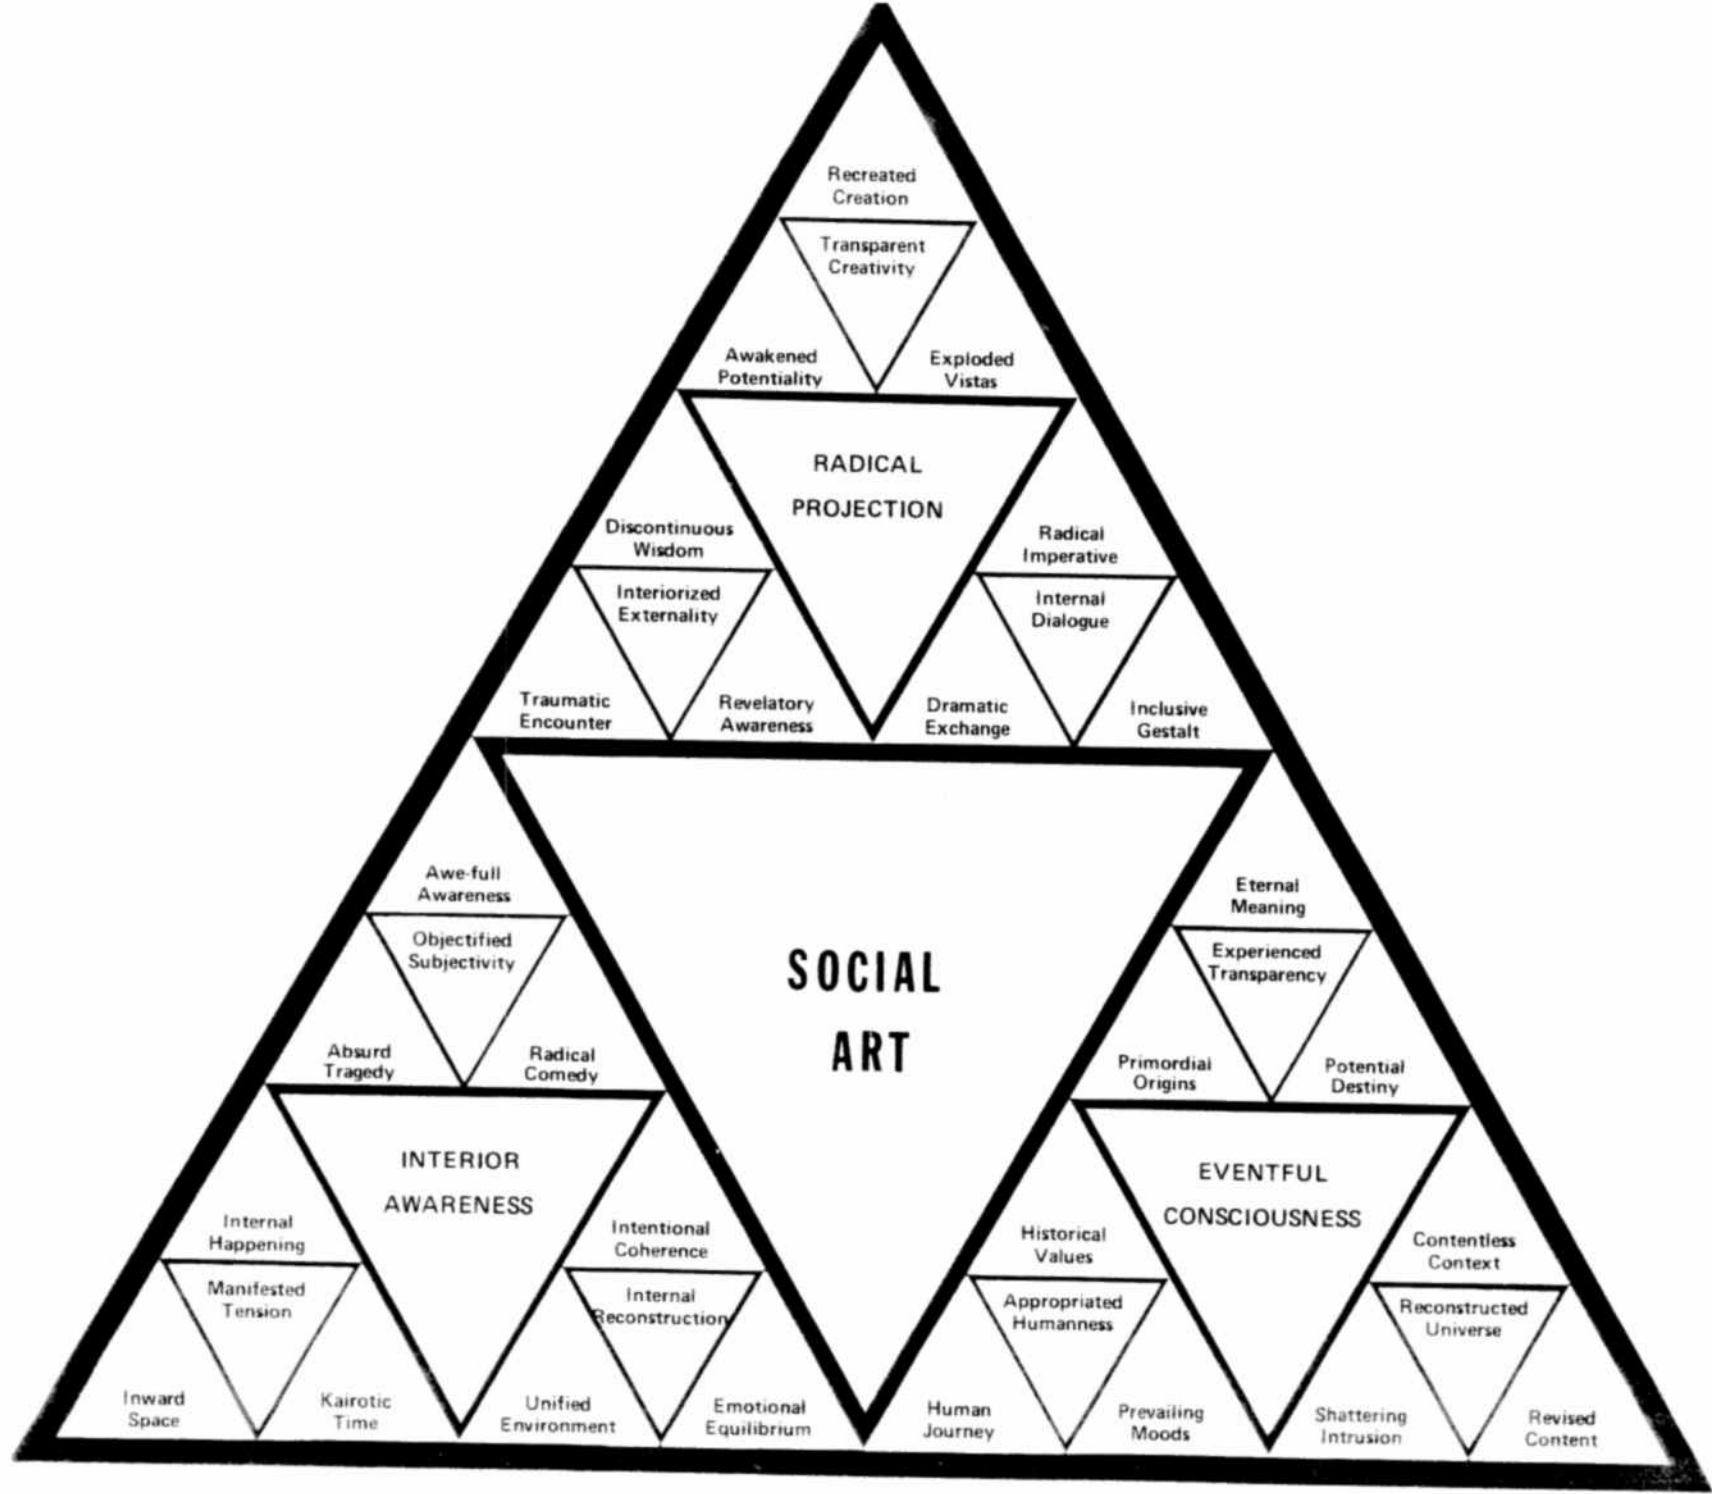 Recreated
Creation
Transparent
Creativity
Awakened
Potentiality
Exploded
Vistas
RADICAL
PROJECTION
Discontinuous
Wisdom
Interiorized
Externality
Traumatic
Encounter
Revelatory
Awareness
Radical
Imperative
Internal
Dialogue
Dramatic
Exchange
Inclusive
Gestalt
SOCIAL
ART
Awe-full
Awareness
Objectified
Subjectivity
Absurd
Tragedy
Radical
Comedy
INTERIOR
AWARENESS
Internal
Happening
Manifested
Tension
Inward
Space
Kairotic
Time
Intentional
Coherence
Internal
Reconstruction
Unified
Environment
Emotional
Equilibrium
Eternal
Meaning
Experienced
Transparency
Primordial
Origins
Potential
Destiny
EVENTFUL
CONSCIOUSNESS
Historical
Values
Appropriated
Humanness
Human
Journey
Prevailing
Moods
Contentless
Context
Reconstructed
Universe
Shattering
Intrusion
Revised
Content